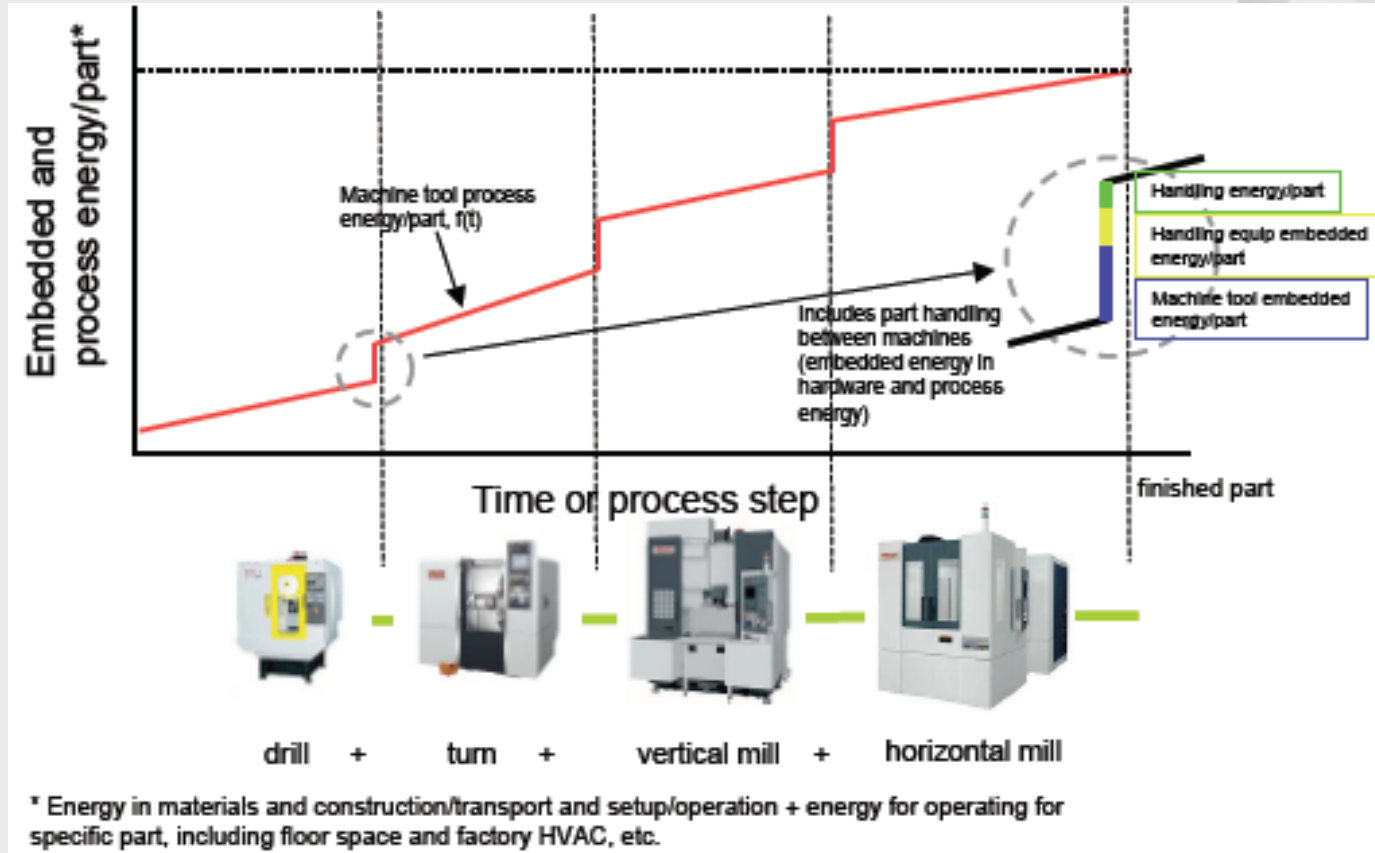 Embedded and
process energy/part*
Machine tool process
energy/part, f(t)
Handling energy/part
Handling equip embedded
energy/part
Machine tool embedded
energy/part
Includes part handling
between machines
(embedded energy in
hardware and process
energy)
Time or process step
finished part
drill + turn + vertical mill + horizontal mill
* Energy in materials and construction/transport and setup/operation + energy for operating for
specific part, including floor space and factory HVAC, etc.